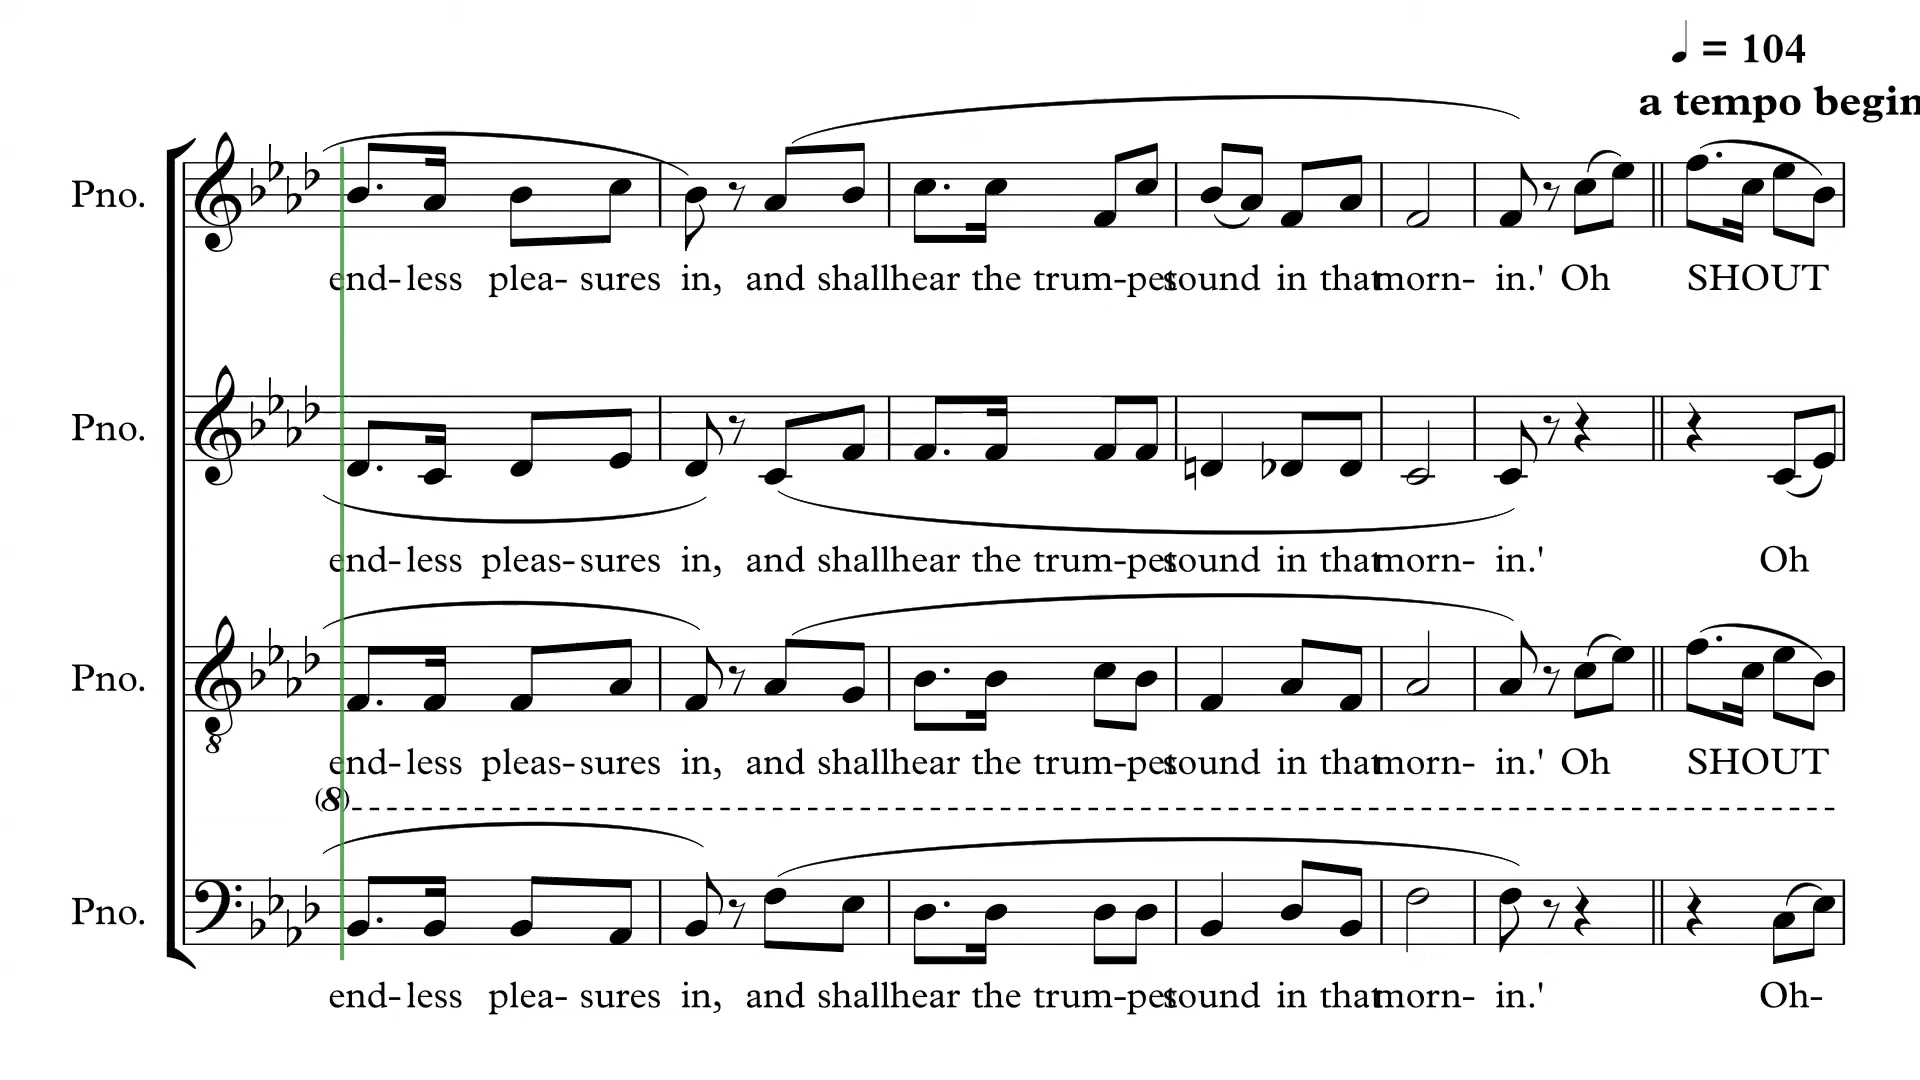 ♩ = 104
a tempo begin
Pno.
end- less plea- sures in, and shall hear the trum- pet sound in that morn- in.' Oh SHOUT
Pno.
end- less pleas- sures in, and shall hear the trum- pet sound in that morn- in.' Oh
Pno.
8
end- less pleas- sures in, and shall hear the trum- pet sound in that morn- in.' Oh SHOUT
(8)
Pno.
end- less plea- sures in, and shall hear the trum- pet sound in that morn- in.' Oh-